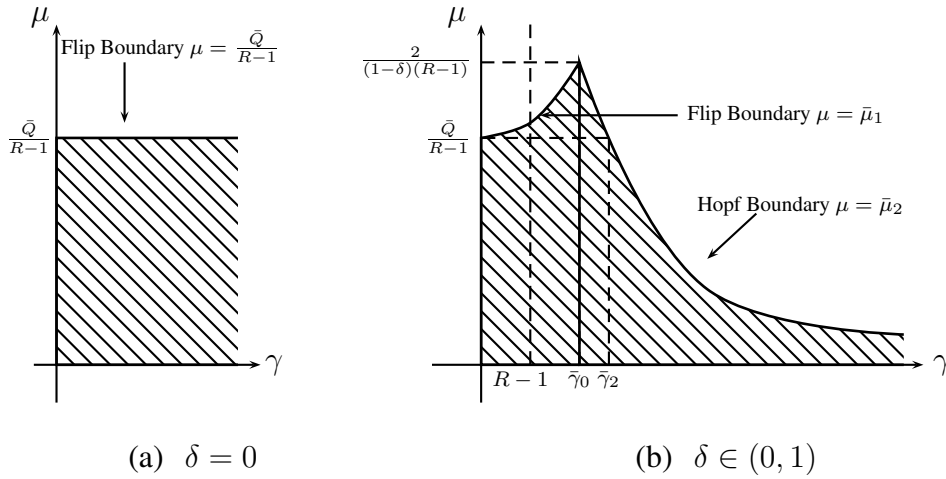 μ
Flip Boundary μ = Q̄/(R−1)
Q̄/(R−1)
γ
(a) δ = 0
μ
2/((1−δ)(R−1))
Flip Boundary μ = μ̄₁
Q̄/(R−1)
Hopf Boundary μ = μ̄₂
γ
R − 1 γ̄₀ γ̄₂
(b) δ ∈ (0, 1)